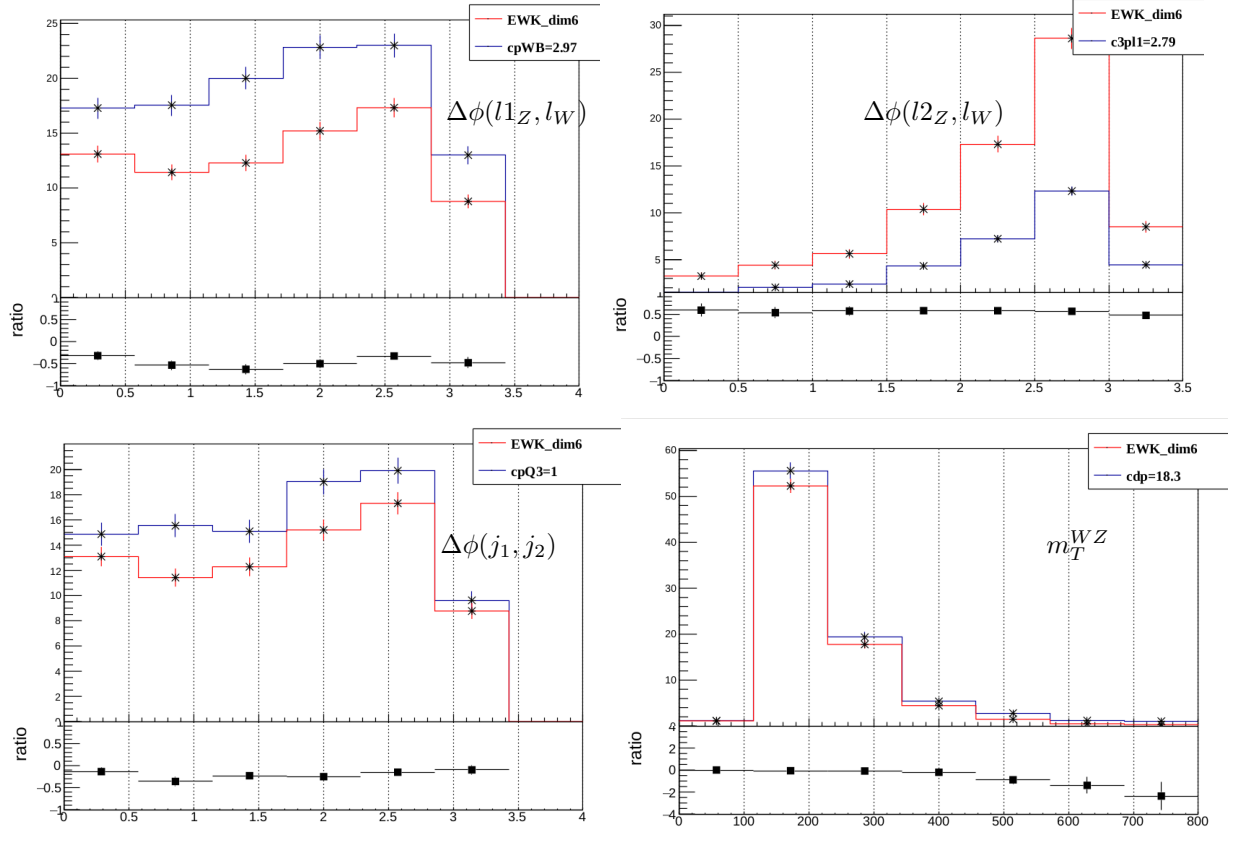 EWK_dim6
cpWB=2.97
Δϕ(l1_Z, l_W)
25
20
15
10
5
1
ratio
0.5
0
−0.5
−1
0 0.5 1 1.5 2 2.5 3 3.5 4
EWK_dim6
c3pl1=2.79
Δϕ(l2_Z, l_W)
30
25
20
15
10
5
1
ratio
0.5
0
−0.5
−1
0 0.5 1 1.5 2 2.5 3 3.5
EWK_dim6
cpQ3=1
Δϕ(j_1, j_2)
20
18
16
14
12
10
8
6
4
2
ratio
0.5
0
−0.5
−1
0 0.5 1 1.5 2 2.5 3 3.5 4
EWK_dim6
cdp=18.3
m_T^{WZ}
60
50
40
30
20
10
4
ratio
2
0
−2
−4
0 100 200 300 400 500 600 700 800